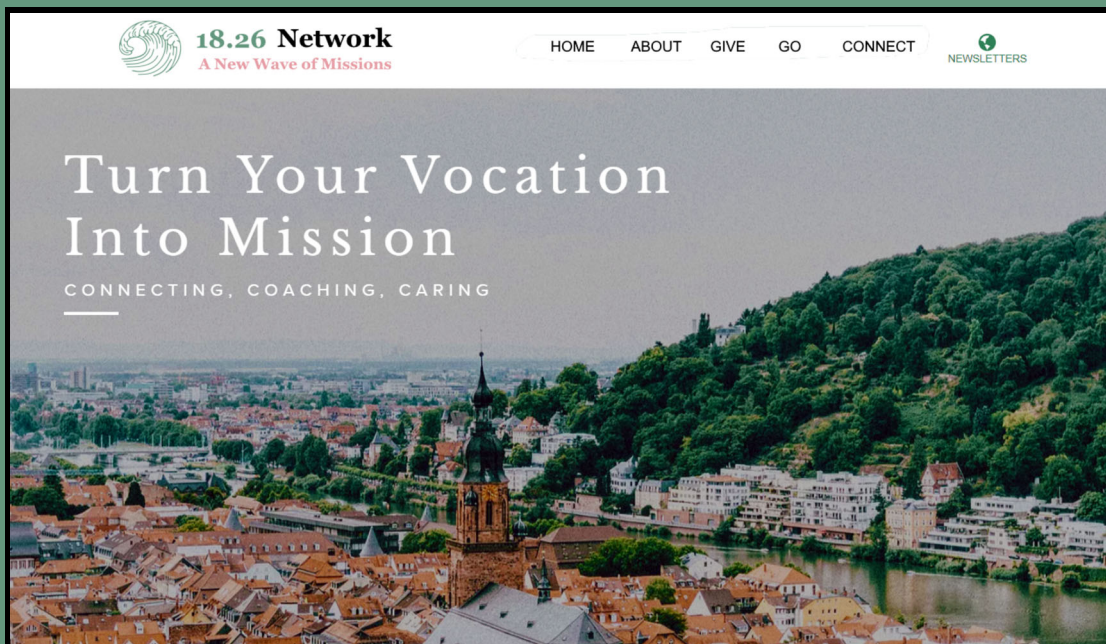 18.26 Network
A New Wave of Missions
HOME ABOUT GIVE GO CONNECT
NEWSLETTERS
Turn Your Vocation
Into Mission
CONNECTING, COACHING, CARING